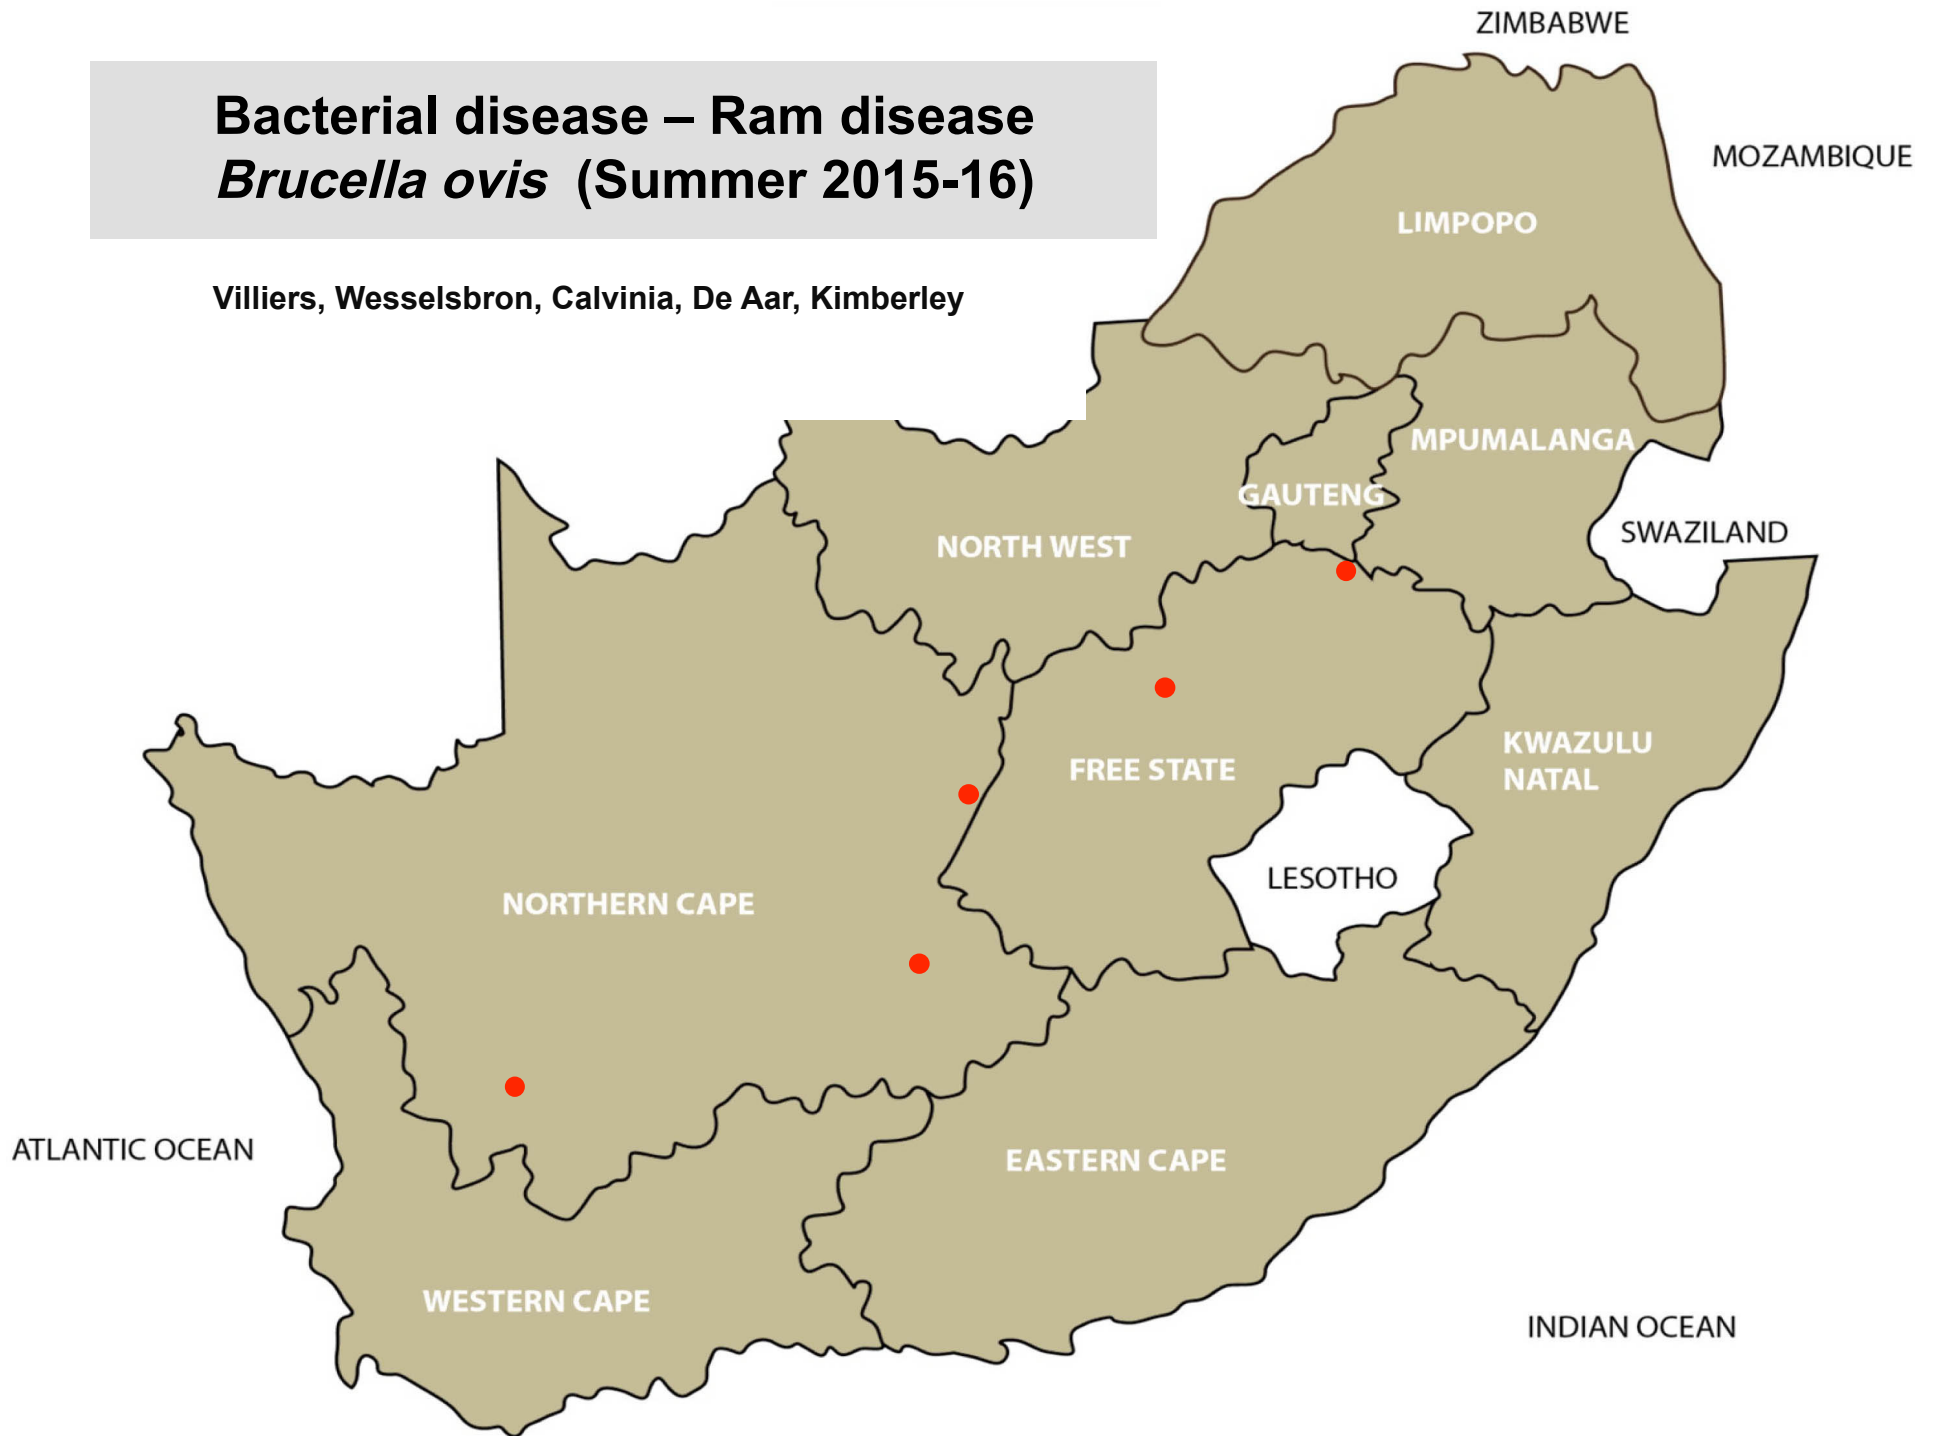 ZIMBABWE
Bacterial disease – Ram disease
Brucella ovis (Summer 2015-16)
MOZAMBIQUE
LIMPOPO
Villiers, Wesselsbron, Calvinia, De Aar, Kimberley
MPUMALANGA
GAUTENG
SWAZILAND
NORTH WEST
KWAZULU
NATAL
FREE STATE
LESOTHO
NORTHERN CAPE
ATLANTIC OCEAN
EASTERN CAPE
WESTERN CAPE
INDIAN OCEAN